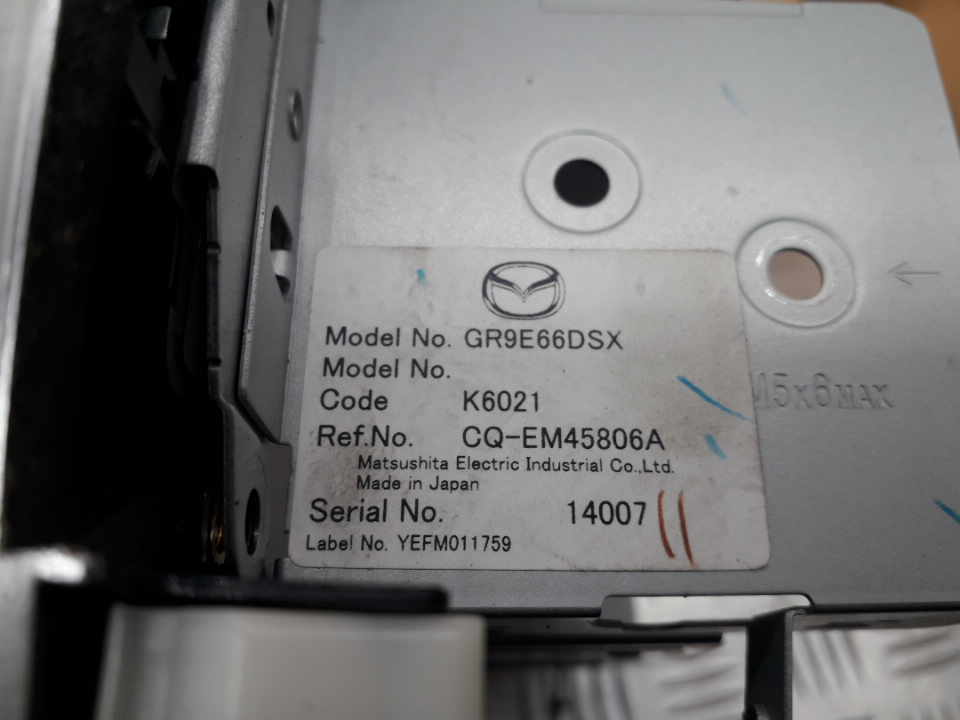 Model No. GR9E66DSX
Model No.
Code K6021
M5x8MAX
Ref.No. CQ-EM45806A
Matsushita Electric Industrial Co.,Ltd.
Made in Japan
Serial No. 14007
Label No. YEFM011759